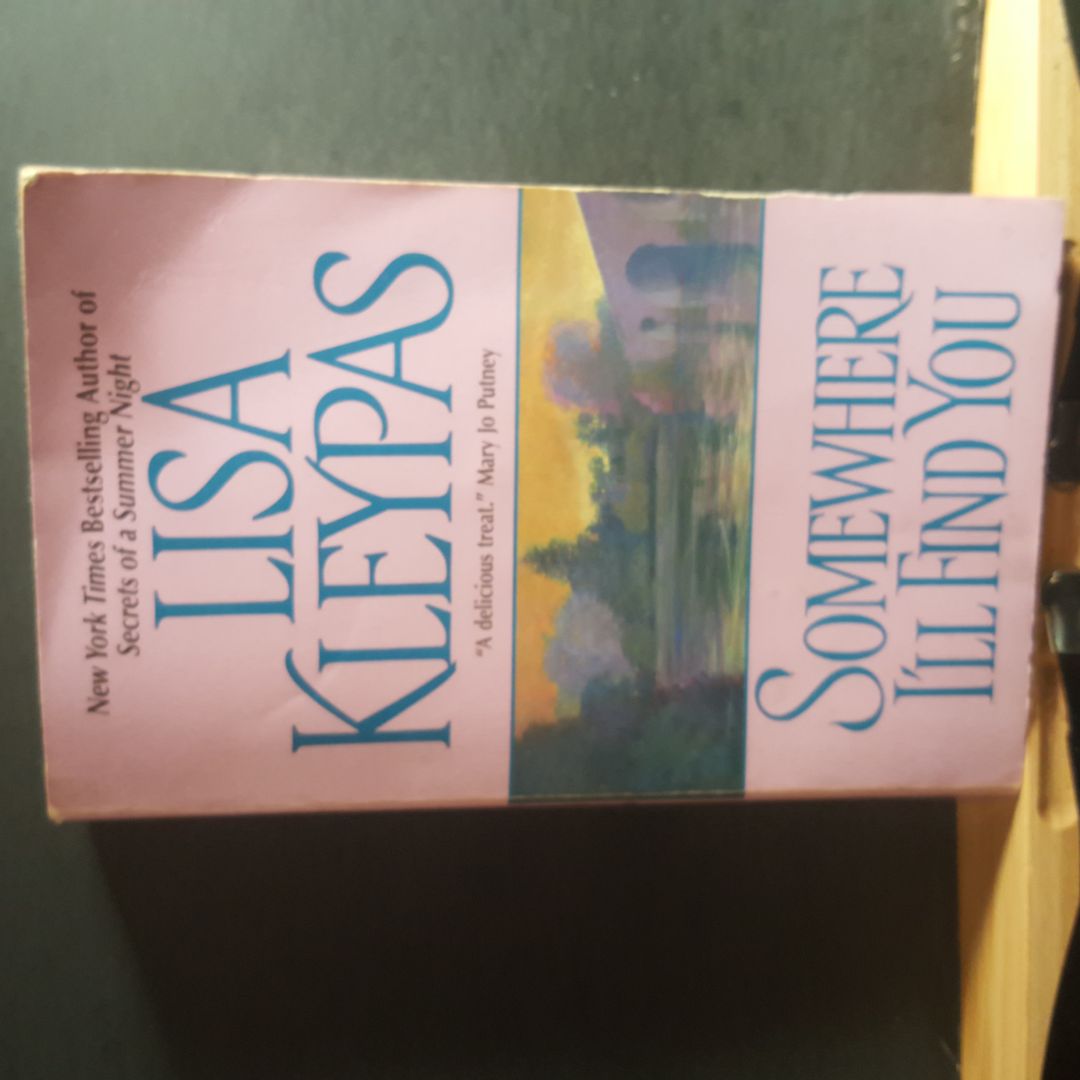 New York Times Bestselling Author of
Secrets of a Summer Night
LISA
KLEYPAS
"A delicious treat." Mary Jo Putney
SOMEWHERE
I'LL FIND YOU